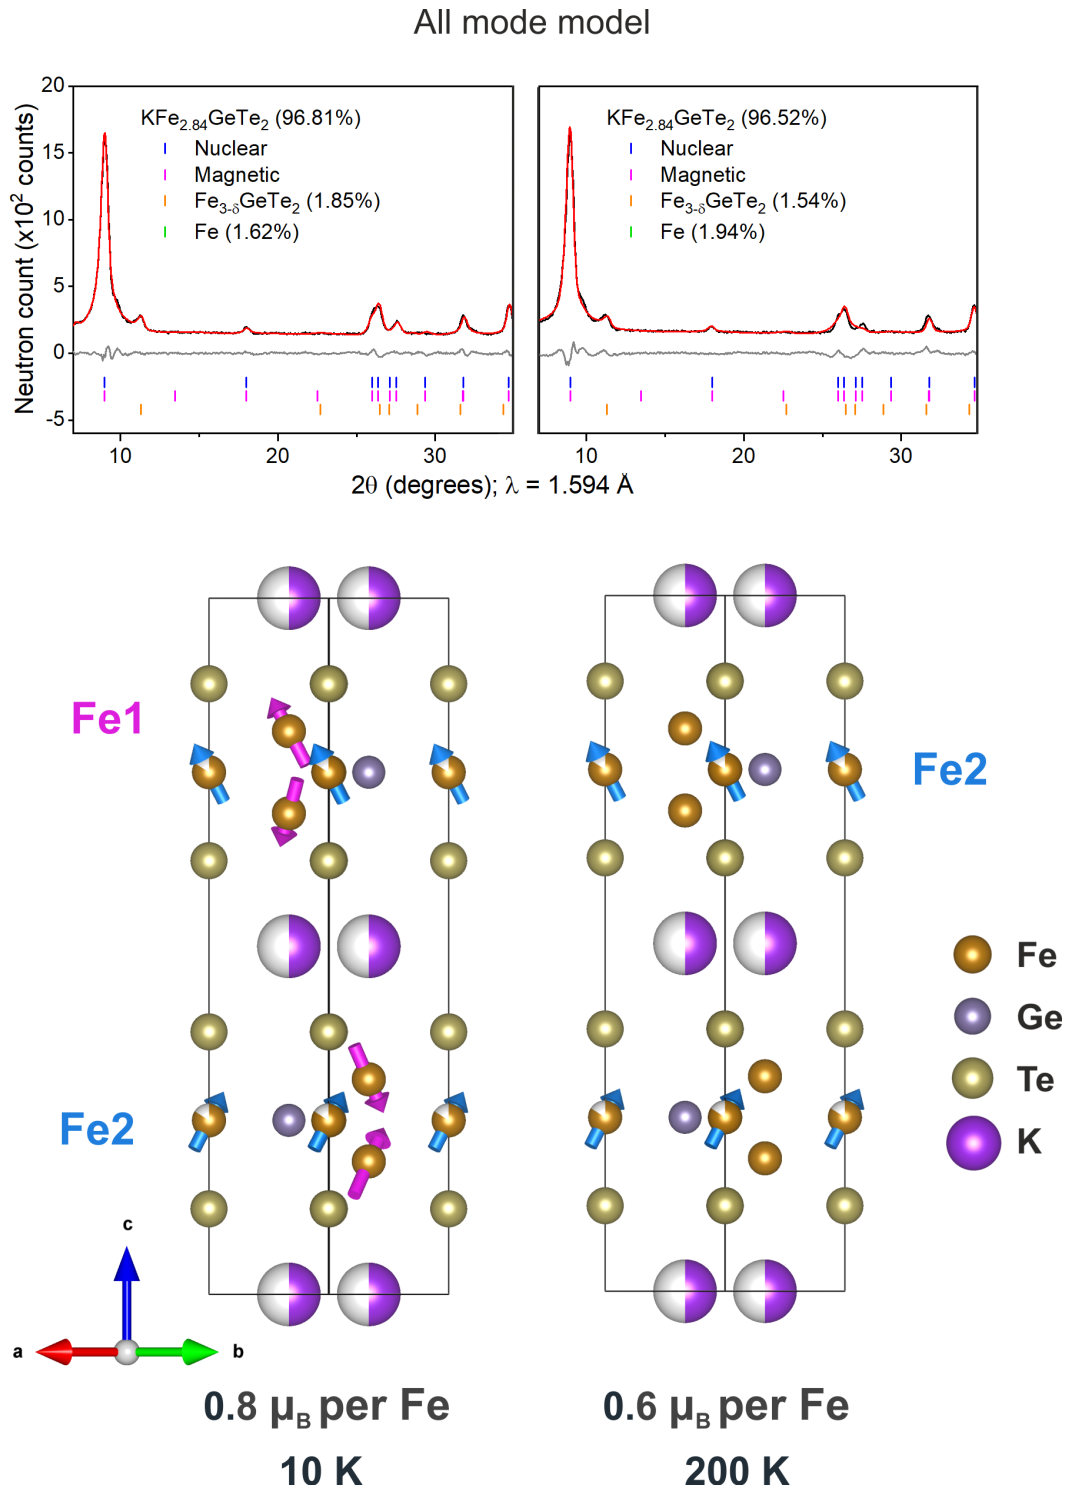 All mode model
20
15
10
5
0
-5
Neutron count (x10² counts)
KFe₂.₈₄GeTe₂ (96.81%)
Nuclear
Magnetic
Fe₃₋δGeTe₂ (1.85%)
Fe (1.62%)
KFe₂.₈₄GeTe₂ (96.52%)
Nuclear
Magnetic
Fe₃₋δGeTe₂ (1.54%)
Fe (1.94%)
10 20 30
10 20 30
2θ (degrees); λ = 1.594 Å
Fe1
Fe2
Fe2
Fe
Ge
Te
K
c
a
b
0.8 μB per Fe
10 K
0.6 μB per Fe
200 K